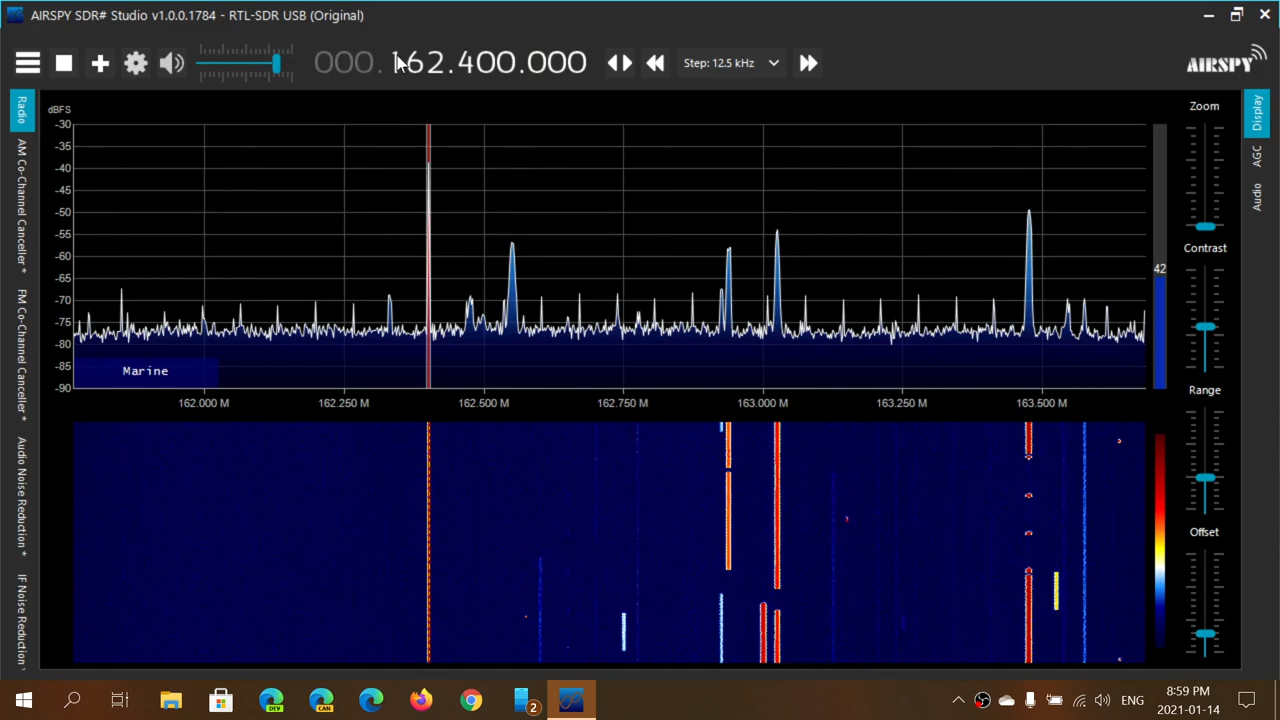 AIRSPY SDR# Studio v1.0.0.1784 - RTL-SDR USB (Original)
000.162.400.000
Step: 12.5 kHz
AIRSPY
Radio
AM Co-Channel Canceller *
FM Co-Channel Canceller *
Audio Noise Reduction *
IF Noise Reduction
dBFS
-30
-35
-40
-45
-50
-55
-60
-65
-70
-75
-80
-85
-90
Marine
162.000 M
162.250 M
162.500 M
162.750 M
163.000 M
163.250 M
163.500 M
42
Zoom
Contrast
Range
Offset
Display
AGC
Audio
DEV
CAN
2
ENG
8:59 PM
2021-01-14